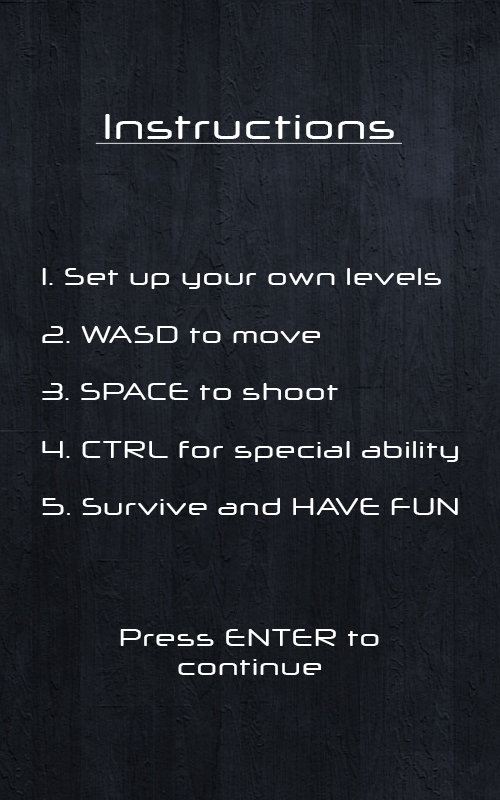 Instructions
1. Set up your own levels
2. WASD to move
3. SPACE to shoot
4. CTRL for special ability
5. Survive and HAVE FUN
Press ENTER to
continue